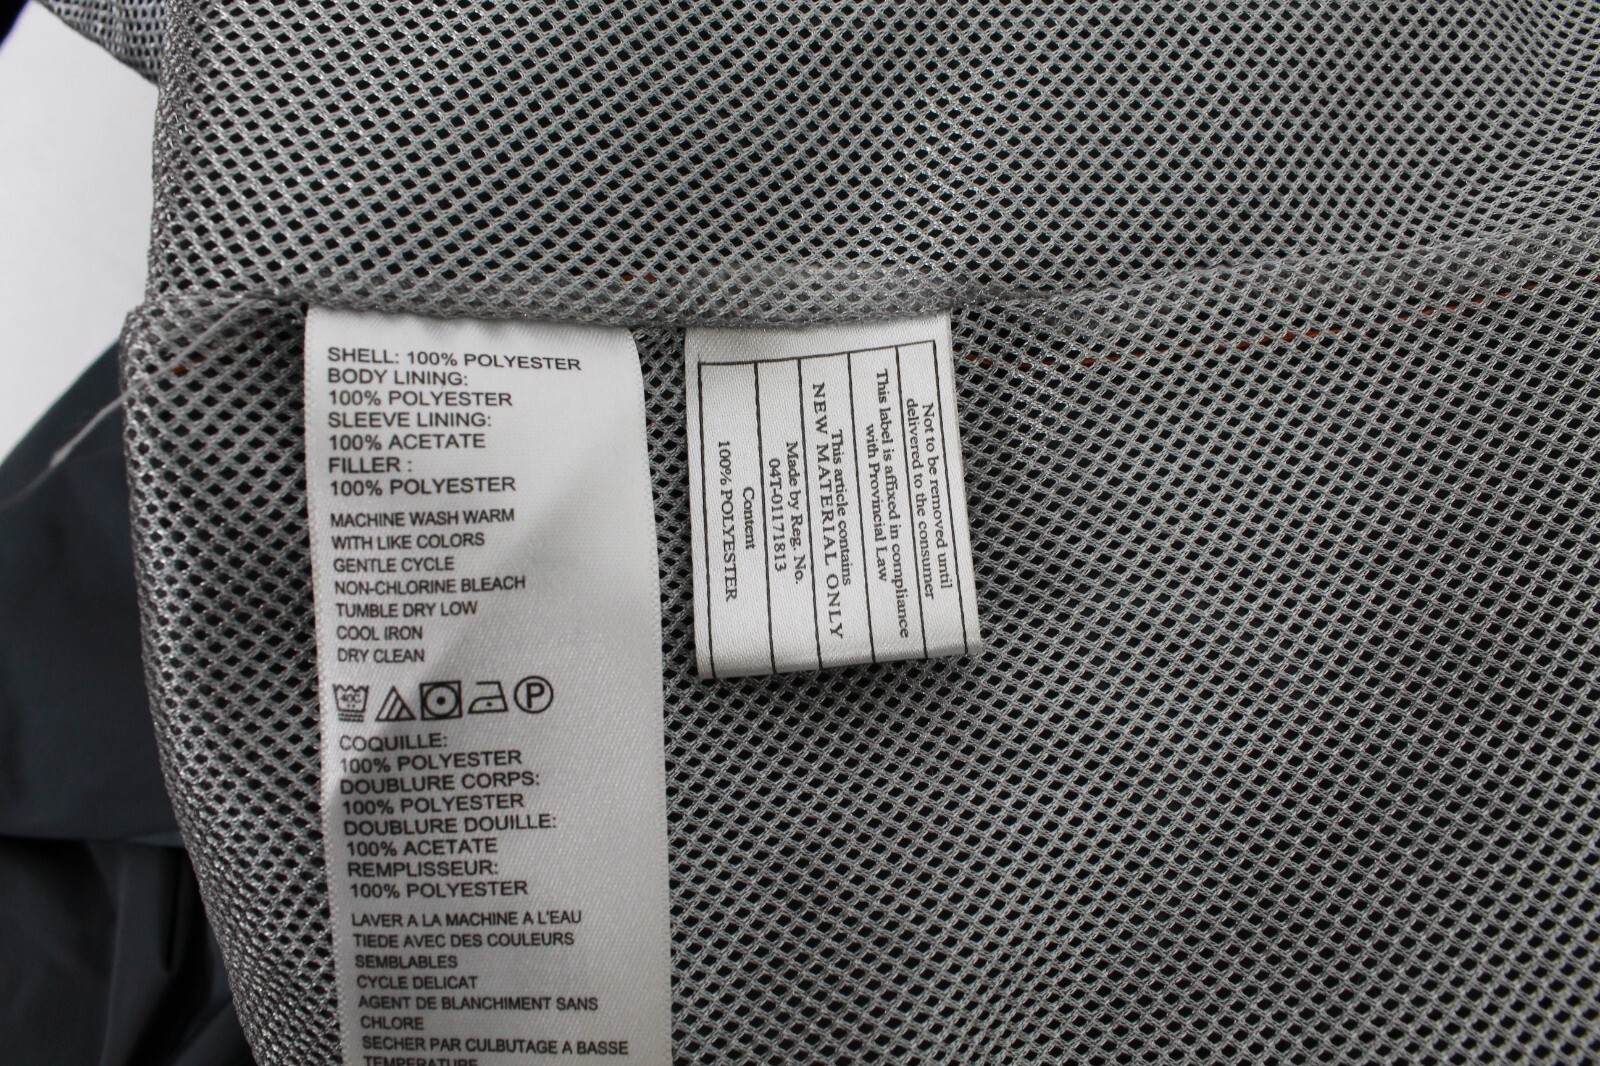 SHELL: 100% POLYESTER
BODY LINING:
100% POLYESTER
SLEEVE LINING:
100% ACETATE
FILLER :
100% POLYESTER
MACHINE WASH WARM
WITH LIKE COLORS
GENTLE CYCLE
NON-CHLORINE BLEACH
TUMBLE DRY LOW
COOL IRON
DRY CLEAN
P
COQUILLE:
100% POLYESTER
DOUBLURE CORPS:
100% POLYESTER
DOUBLURE DOUILLE:
100% ACETATE
REMPLISSEUR:
100% POLYESTER
LAVER A LA MACHINE A L'EAU
TIEDE AVEC DES COULEURS
SEMBLABLES
CYCLE DELICAT
AGENT DE BLANCHIMENT SANS
CHLORE
SECHER PAR CULBUTAGE A BASSE
TEMPERATURE
Not to be removed until
delivered to the consumer
This label is affixed in compliance
with Provincial Law
This article contains
NEW MATERIAL ONLY
Made by Reg. No.
04T-01171813
Content
100% POLYESTER